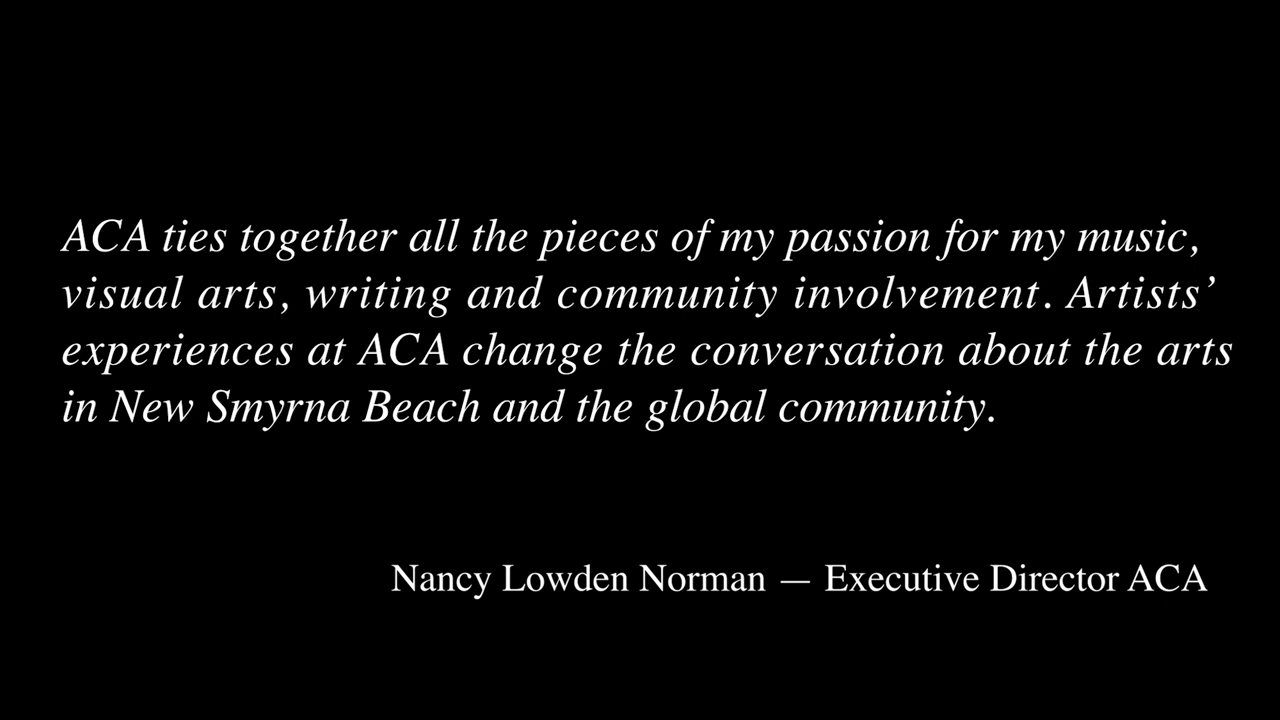 ACA ties together all the pieces of my passion for my music,
visual arts, writing and community involvement. Artists’
experiences at ACA change the conversation about the arts
in New Smyrna Beach and the global community.
Nancy Lowden Norman — Executive Director ACA